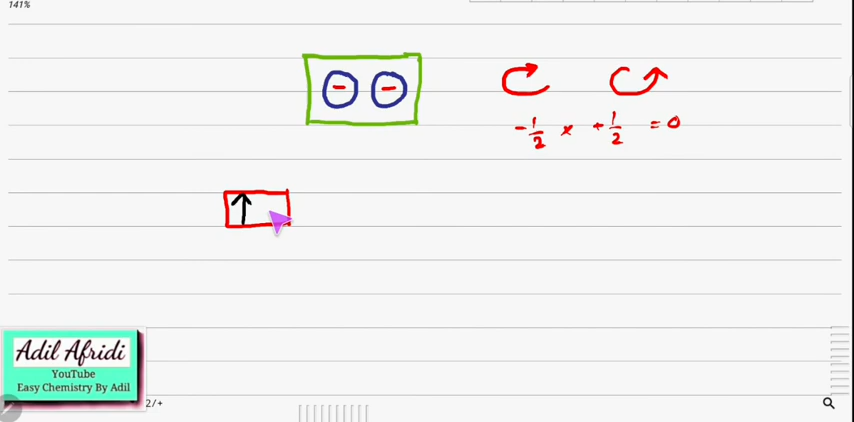 141%
- -
-1/2 x +1/2 = 0
Adil Afridi
YouTube
Easy Chemistry By Adil
2/+